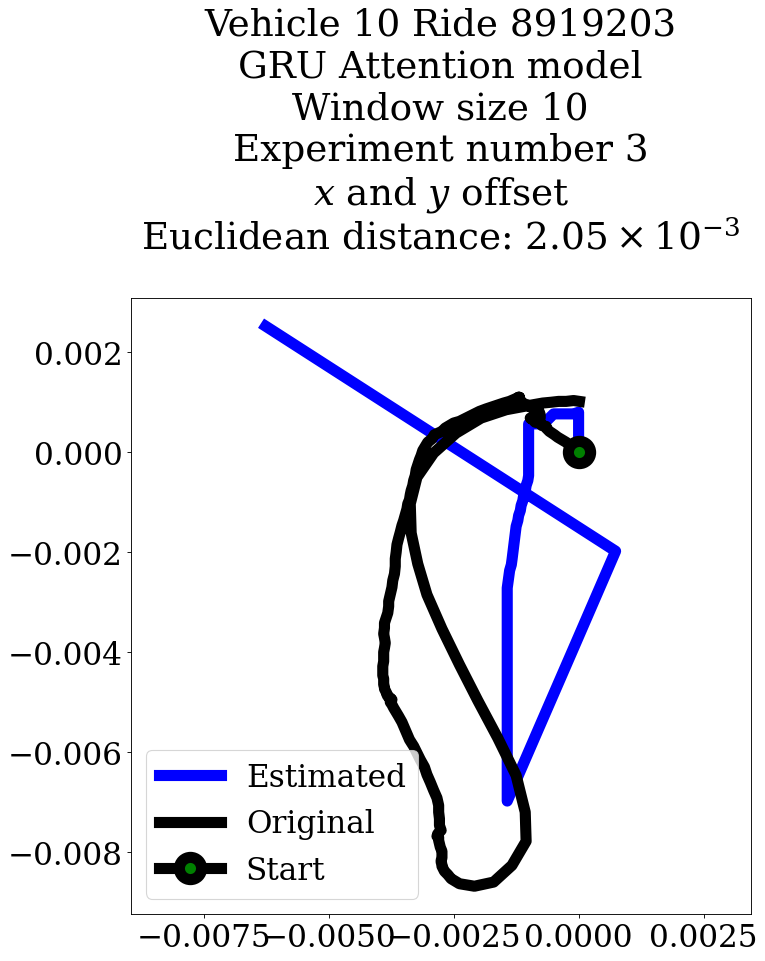 Vehicle 10 Ride 8919203
GRU Attention model
Window size 10
Experiment number 3
x and y offset
Euclidean distance: 2.05 × 10⁻³
0.002
0.000
−0.002
−0.004
−0.006
−0.008
Estimated
Original
Start
−0.0075 −0.0050 −0.0025 0.0000 0.0025